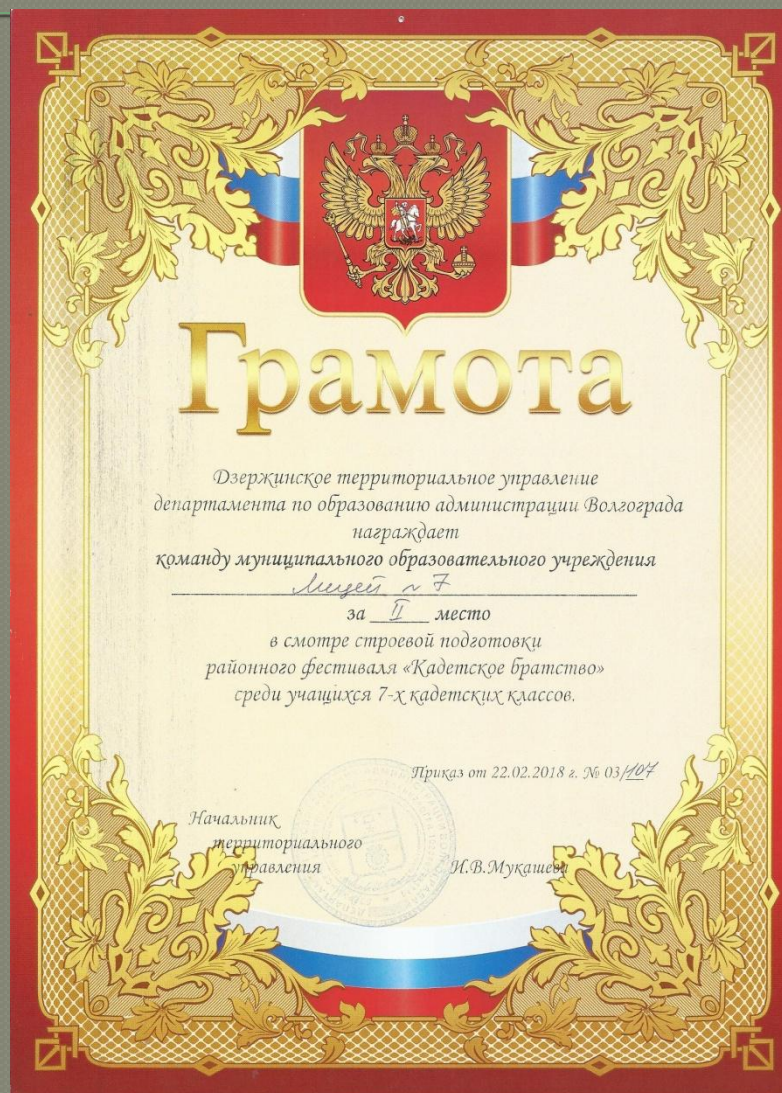 Грамота
Дзержинское территориальное управление
департамента по образованию администрации Волгограда
награждает
команду муниципального образовательного учреждения
Лицей № 7
за II место
в смотре строевой подготовки
районного фестиваля «Кадетское братство»
среди учащихся 7-х кадетских классов.
Приказ от 22.02.2018 г. № 03/107
Начальник
территориального
управления И.В.Мукашева